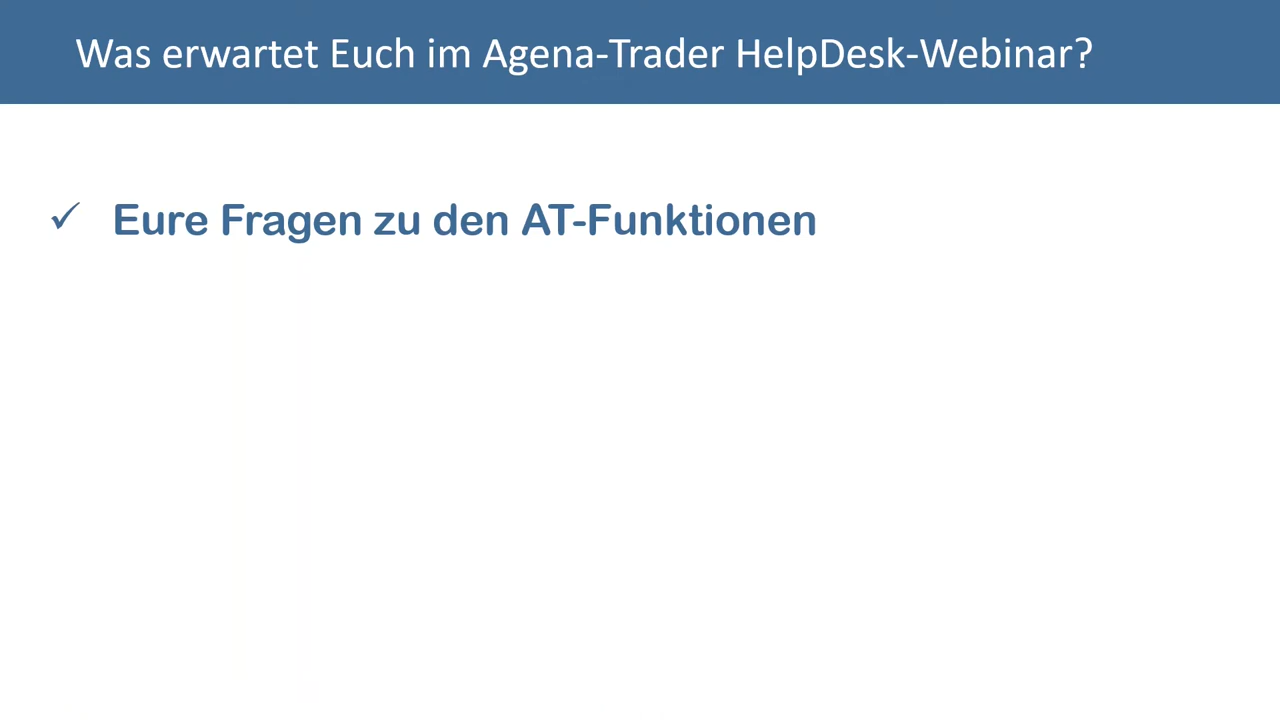 Was erwartet Euch im Agena-Trader HelpDesk-Webinar?
✓ Eure Fragen zu den AT-Funktionen